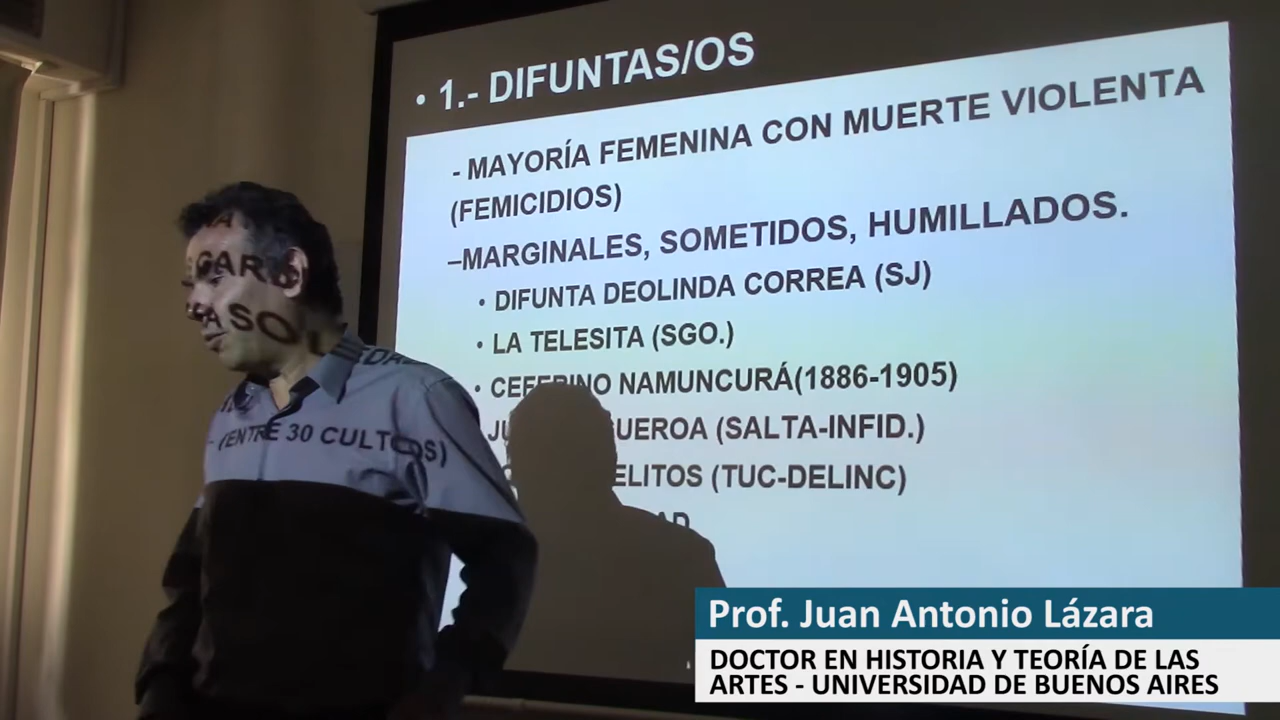 • 1.- DIFUNTAS/OS
- MAYORÍA FEMENINA CON MUERTE VIOLENTA
(FEMICIDIOS)
–MARGINALES, SOMETIDOS, HUMILLADOS.
• DIFUNTA DEOLINDA CORREA (SJ)
• LA TELESITA (SGO.)
• CEFERINO NAMUNCURÁ(1886-1905)
(SALTA-INFID.)
(TUC-DELINC)
(ENTRE 30 CULTOS)
Prof. Juan Antonio Lázara
DOCTOR EN HISTORIA Y TEORÍA DE LAS
ARTES - UNIVERSIDAD DE BUENOS AIRES